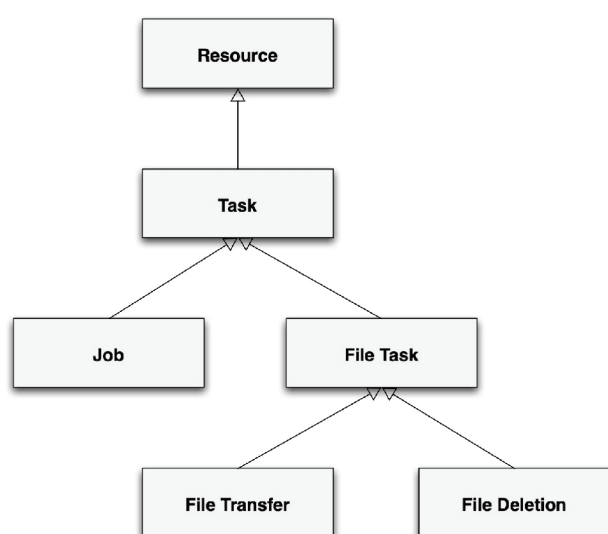 Resource
Task
Job
File Task
File Transfer
File Deletion